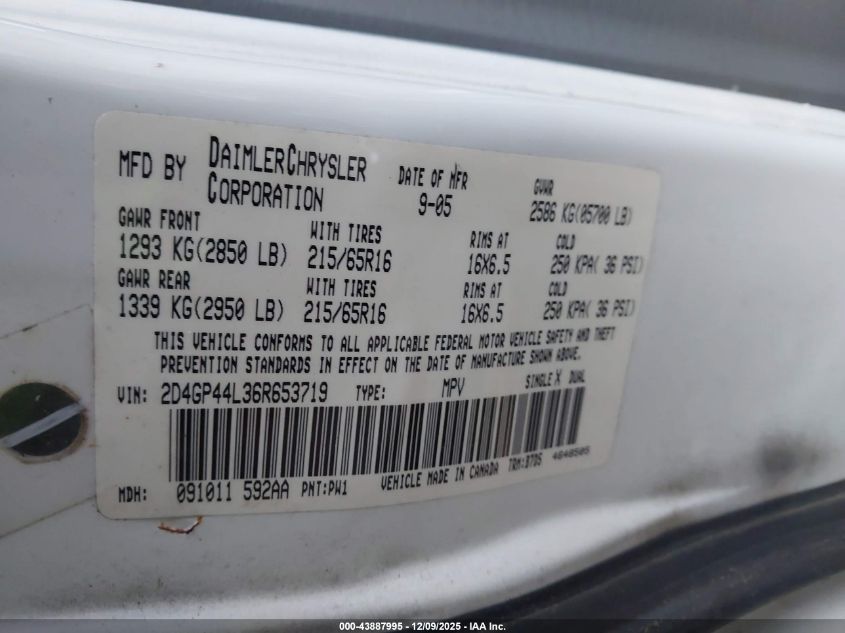 MFD BY DAIMLERCHRYSLER CORPORATION DATE OF MFR 9-05 GVWR 2586 KG(05700 LB)
GAWR FRONT WITH TIRES RIMS AT COLD
1293 KG(2850 LB) 215/65R16 16X6.5 250 KPA( 36 PSI)
GAWR REAR WITH TIRES RIMS AT COLD
1339 KG(2950 LB) 215/65R16 16X6.5 250 KPA( 36 PSI)
THIS VEHICLE CONFORMS TO ALL APPLICABLE FEDERAL MOTOR VEHICLE SAFETY AND THEFT
PREVENTION STANDARDS IN EFFECT ON THE DATE OF MANUFACTURE SHOWN ABOVE.
VIN: 2D4GP44L36R653719 TYPE: MPV SINGLE X DUAL
MDH: 091011 592AA PNT:PW1 VEHICLE MADE IN CANADA TRM:B7D5 4648505
000-43887995 • 12/09/2025 • IAA Inc.